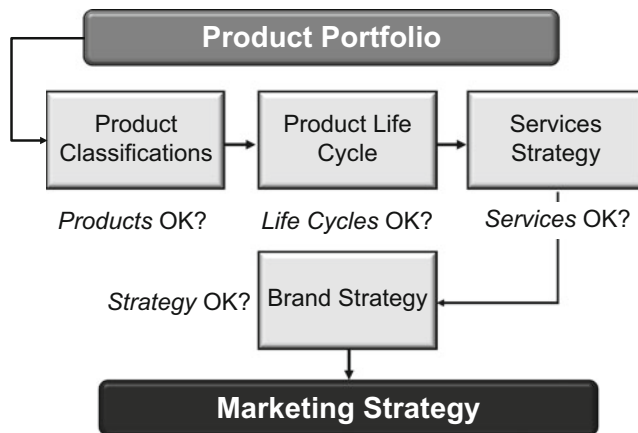 Product Portfolio
Product
Classifications
Product Life
Cycle
Services
Strategy
Products OK?
Life Cycles OK?
Services OK?
Strategy OK?
Brand Strategy
Marketing Strategy